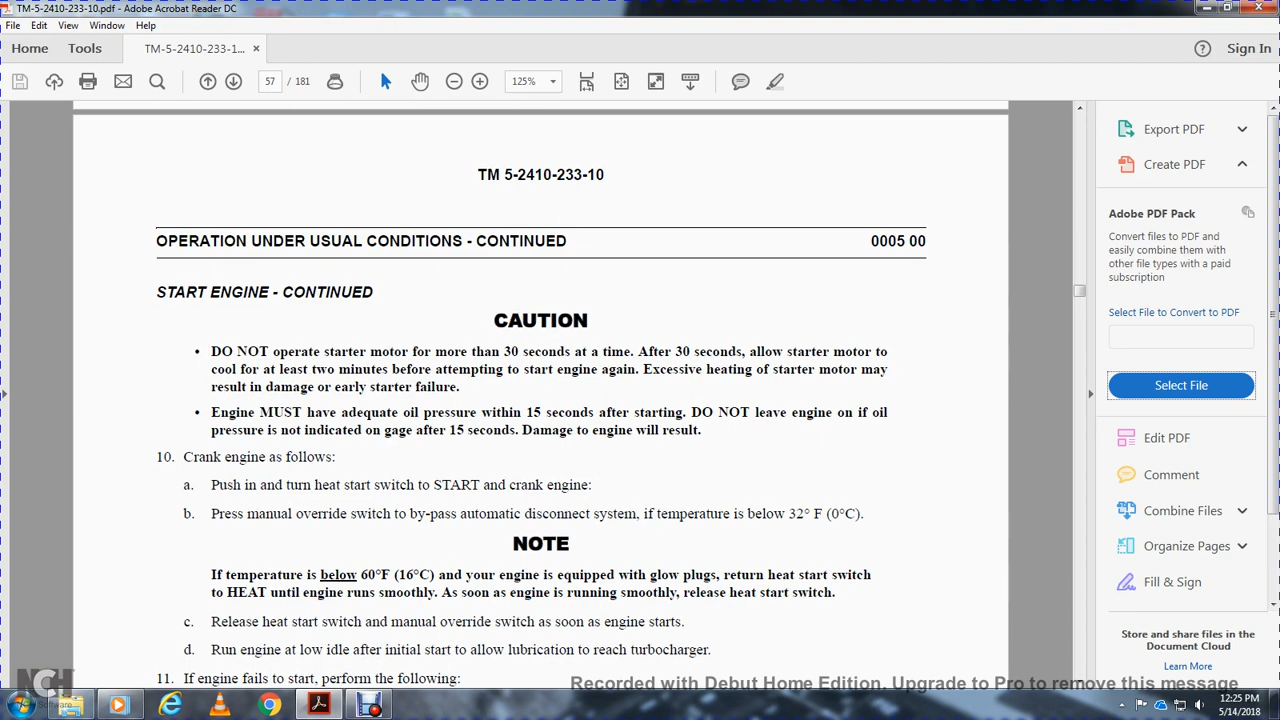 TM-5-2410-233-10.pdf - Adobe Acrobat Reader DC
File Edit View Window Help
Home Tools TM-5-2410-233-1... × Sign In
57 / 181 125%
TM 5-2410-233-10
OPERATION UNDER USUAL CONDITIONS - CONTINUED 0005 00
START ENGINE - CONTINUED
CAUTION
• DO NOT operate starter motor for more than 30 seconds at a time. After 30 seconds, allow starter motor to
cool for at least two minutes before attempting to start engine again. Excessive heating of starter motor may
result in damage or early starter failure.
• Engine MUST have adequate oil pressure within 15 seconds after starting. DO NOT leave engine on if oil
pressure is not indicated on gage after 15 seconds. Damage to engine will result.
10. Crank engine as follows:
a. Push in and turn heat start switch to START and crank engine:
b. Press manual override switch to by-pass automatic disconnect system, if temperature is below 32° F (0°C).
NOTE
If temperature is below 60°F (16°C) and your engine is equipped with glow plugs, return heat start switch
to HEAT until engine runs smoothly. As soon as engine is running smoothly, release heat start switch.
c. Release heat start switch and manual override switch as soon as engine starts.
d. Run engine at low idle after initial start to allow lubrication to reach turbocharger.
11. If engine fails to start, perform the following:
Export PDF
Create PDF
Adobe PDF Pack
Convert files to PDF and
easily combine them with
other file types with a paid
subscription
Select File to Convert to PDF
Select File
Edit PDF
Comment
Combine Files
Organize Pages
Fill & Sign
Store and share files in the
Document Cloud
Learn More
NCH
Software
Recorded with Debut Home Edition. Upgrade to Pro to remove this message
12:25 PM
5/14/2018